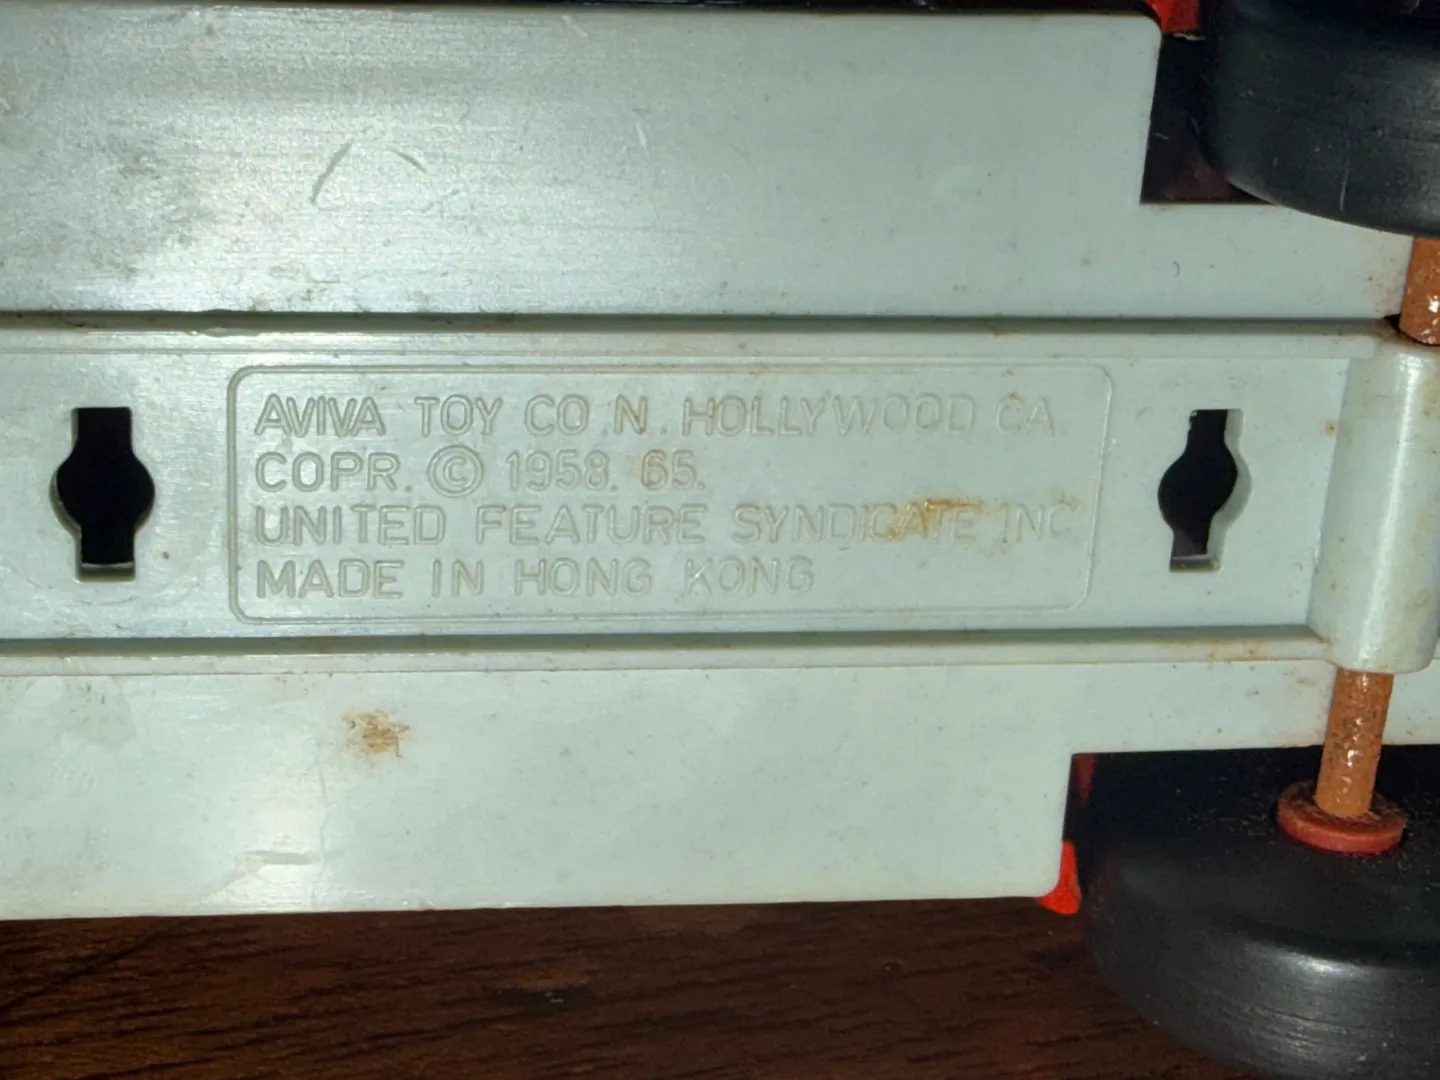 AVIVA TOY CO. N. HOLLYWOOD CA.
COPR. © 1958. 65.
UNITED FEATURE SYNDICATE INC
MADE IN HONG KONG